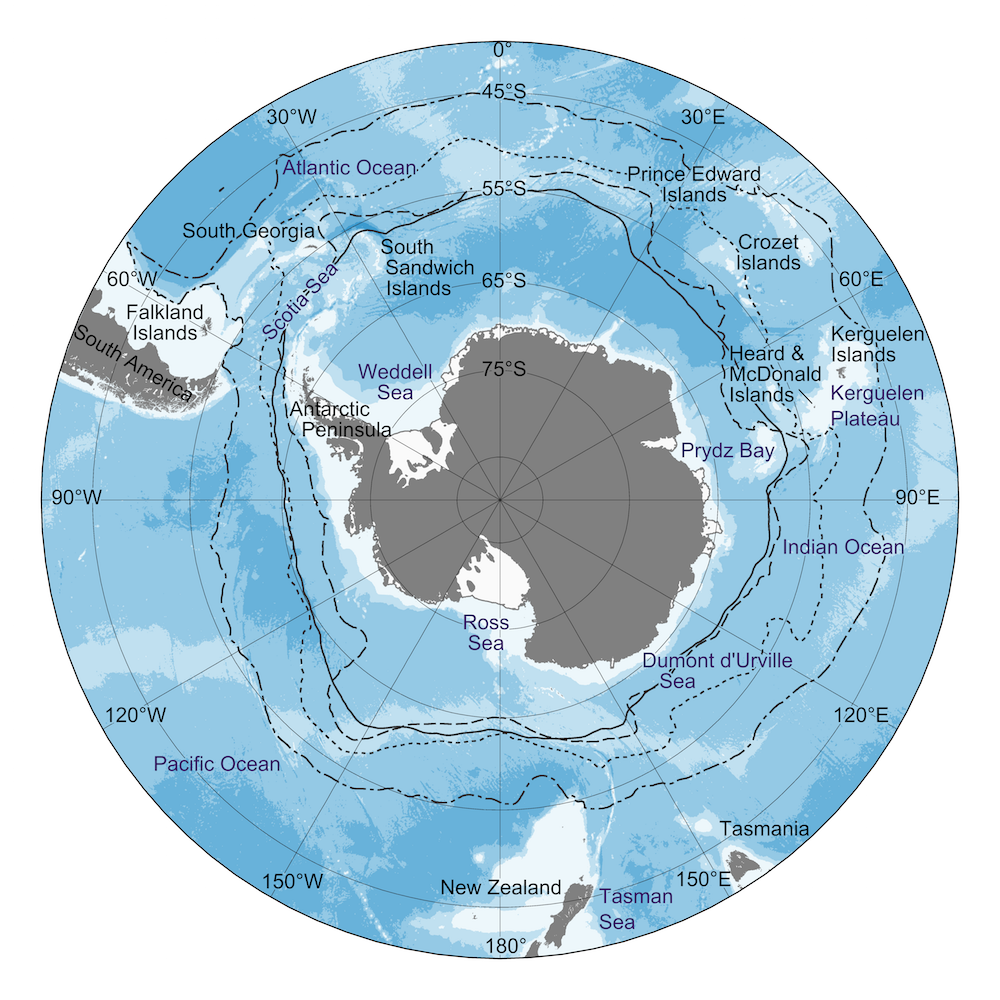 0°
45°S
30°W
30°E
Atlantic Ocean
Prince Edward
Islands
55°S
South Georgia
South
Sandwich
Islands
Crozet
Islands
60°W
65°S
60°E
Scotia Sea
Falkland
Islands
Kerguelen
Islands
South America
Heard &
McDonald
Islands
Weddell
Sea
75°S
Kerguelen
Plateau
Antarctic
Peninsula
Prydz Bay
90°W
90°E
Indian Ocean
Ross
Sea
Dumont d'Urville
Sea
120°W
120°E
Pacific Ocean
Tasmania
150°W
150°E
New Zealand
Tasman
Sea
180°